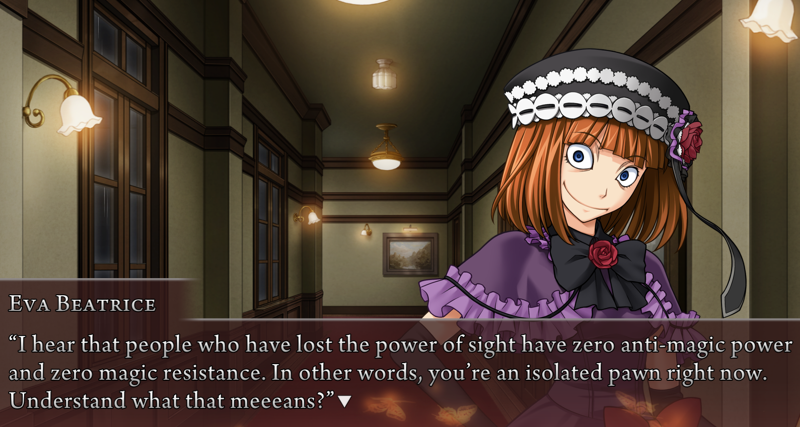 Eva Beatrice
“I hear that people who have lost the power of sight have zero anti-magic power
and zero magic resistance. In other words, you’re an isolated pawn right now.
Understand what that meeeans?”▼